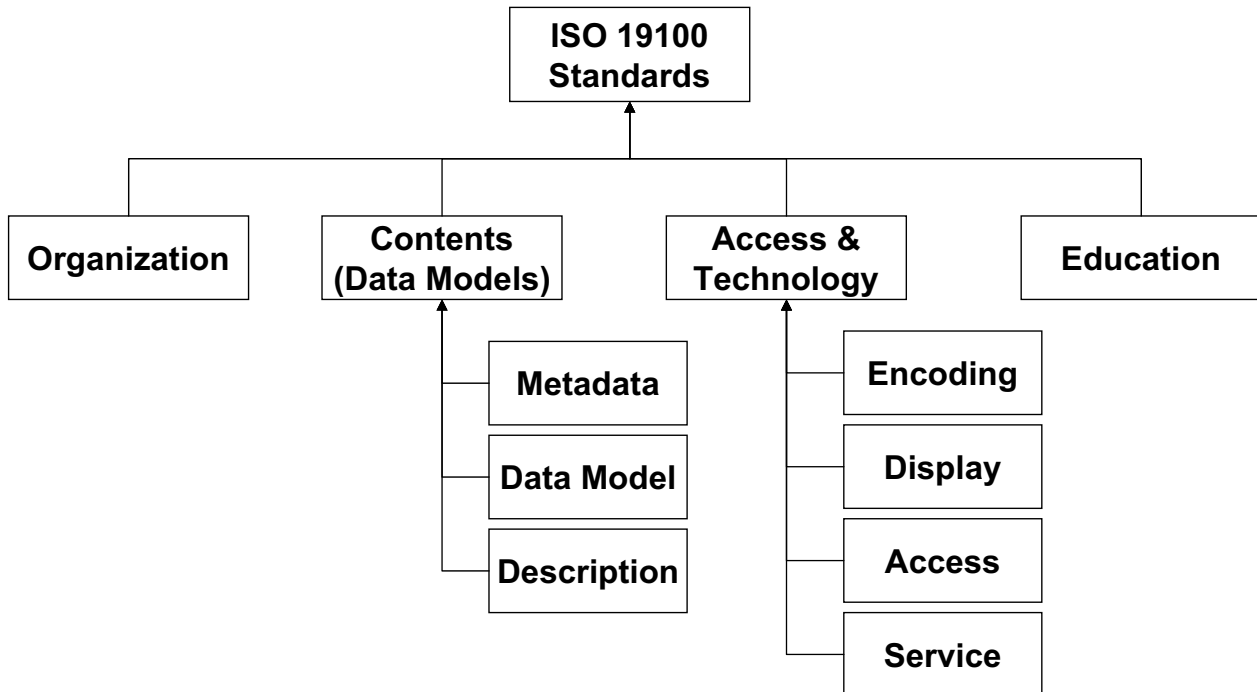 ISO 19100
Standards
Organization
Contents
(Data Models)
Access &
Technology
Education
Metadata
Data Model
Description
Encoding
Display
Access
Service